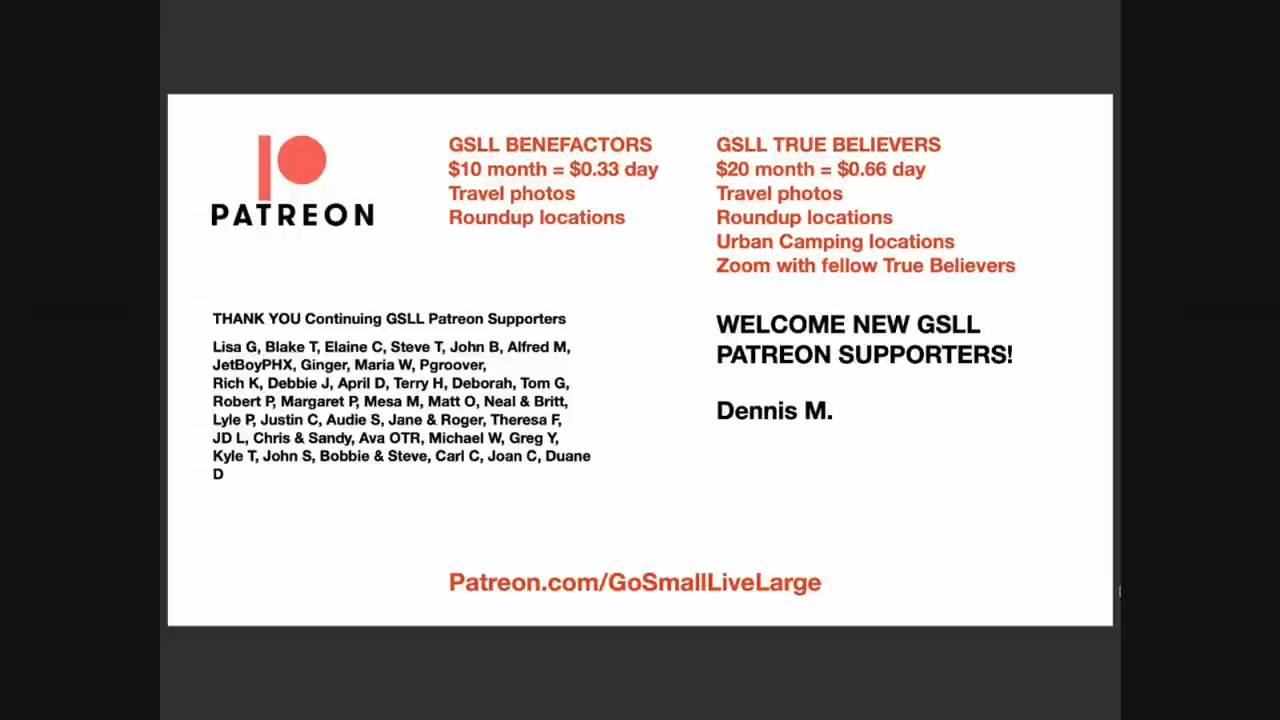 PATREON
GSLL BENEFACTORS
$10 month = $0.33 day
Travel photos
Roundup locations
GSLL TRUE BELIEVERS
$20 month = $0.66 day
Travel photos
Roundup locations
Urban Camping locations
Zoom with fellow True Believers
THANK YOU Continuing GSLL Patreon Supporters
Lisa G, Blake T, Elaine C, Steve T, John B, Alfred M,
JetBoyPHX, Ginger, Maria W, Pgroover,
Rich K, Debbie J, April D, Terry H, Deborah, Tom G,
Robert P, Margaret P, Mesa M, Matt O, Neal & Britt,
Lyle P, Justin C, Audie S, Jane & Roger, Theresa F,
JD L, Chris & Sandy, Ava OTR, Michael W, Greg Y,
Kyle T, John S, Bobbie & Steve, Carl C, Joan C, Duane
D
WELCOME NEW GSLL
PATREON SUPPORTERS!
Dennis M.
Patreon.com/GoSmallLiveLarge